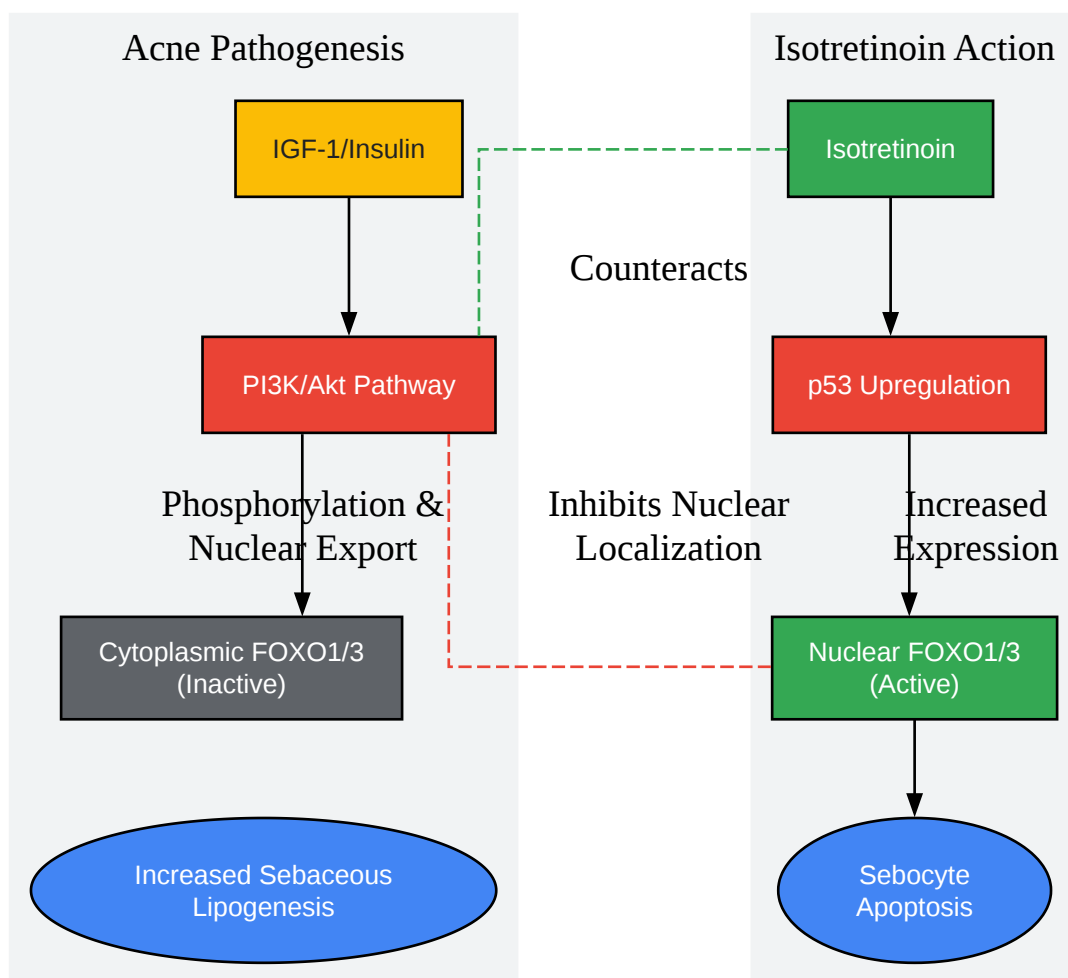 Acne Pathogenesis
Isotretinoin Action
IGF-1/Insulin
Isotretinoin
Counteracts
PI3K/Akt Pathway
p53 Upregulation
Phosphorylation &
Nuclear Export
Inhibits Nuclear
Localization
Increased
Expression
Cytoplasmic FOXO1/3
(Inactive)
Nuclear FOXO1/3
(Active)
Increased Sebaceous
Lipogenesis
Sebocyte
Apoptosis